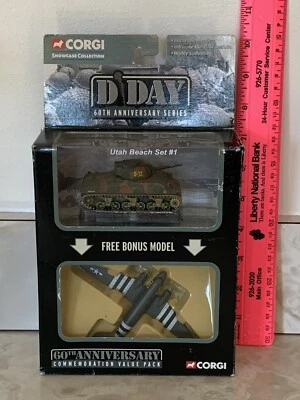 CORGI
SHOWCASE COLLECTION
D DAY
60TH ANNIVERSARY SERIES
Utah Beach Set #1
FREE BONUS MODEL
60TH ANNIVERSARY
COMMEMORATION VALUE PACK
CORGI
926-5770
24-Hour Customer Service Center
Liberty National Bank
926-2030
Main Office